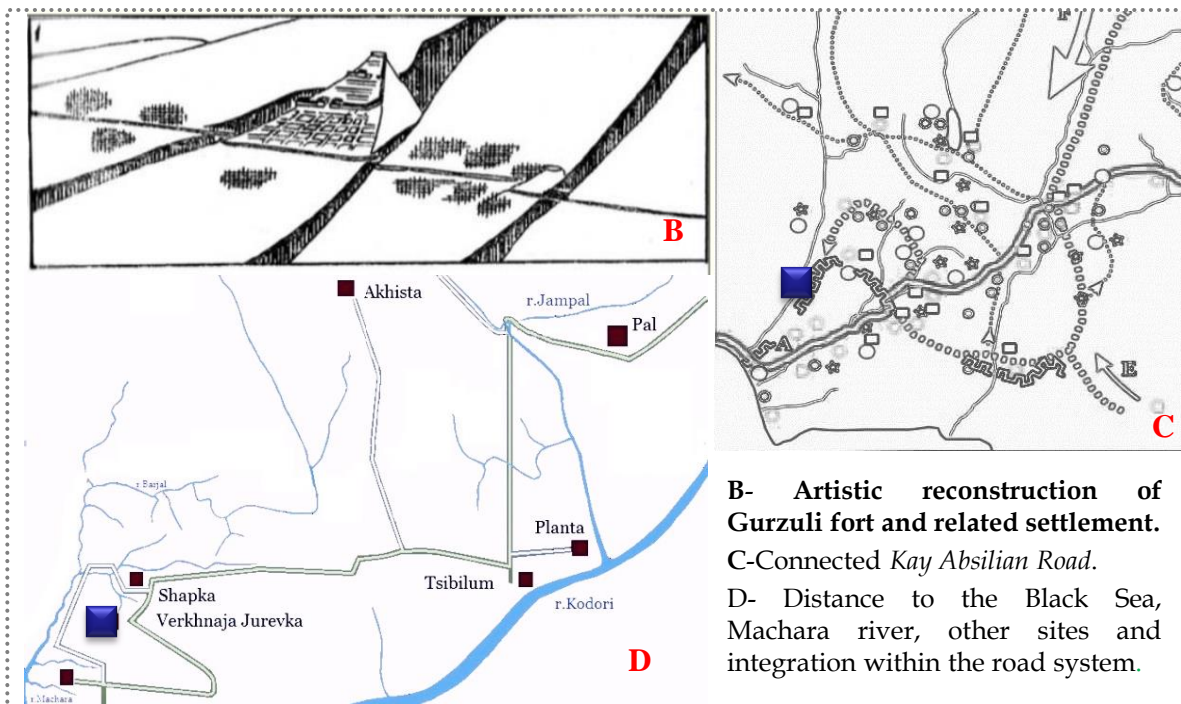 B
Akhista
r.Jampal
Pal
r.Barjal
Planta
Tsibilum
Shapka
Verkhnaja Jurevka
r.Kodori
r.Machara
D
A
E
C
B- Artistic reconstruction of
Gurzuli fort and related settlement.
C-Connected Kay Absilian Road.
D- Distance to the Black Sea,
Machara river, other sites and
integration within the road system.